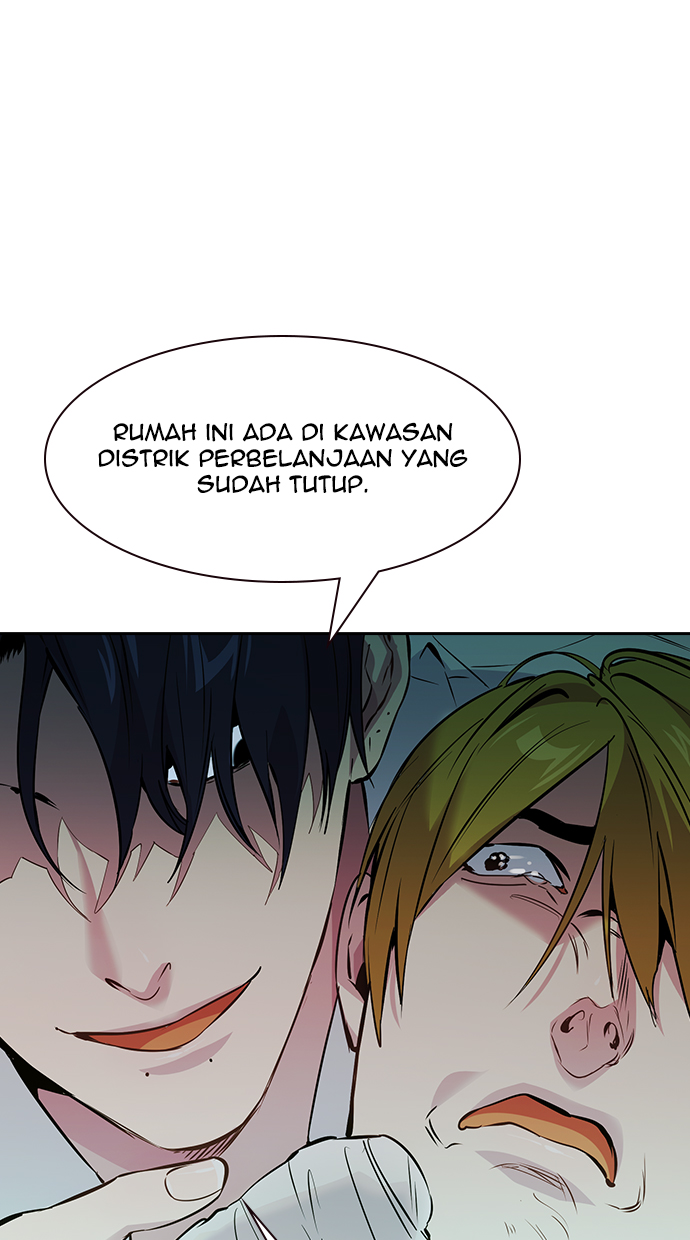 RUMAH INI ADA DI KAWASAN
DISTRIK PERBELANJAAN YANG
SUDAH TUTUP.